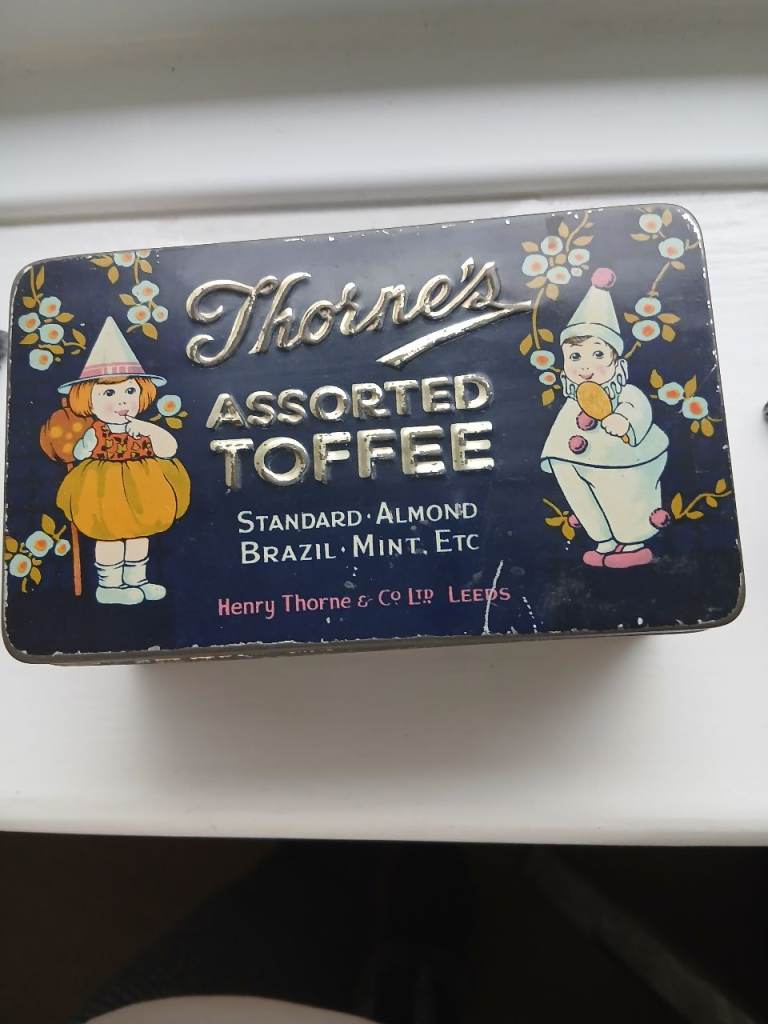 Thorne's
ASSORTED
TOFFEE
STANDARD · ALMOND
BRAZIL · MINT. ETC
Henry Thorne & Co LTD LEEDS